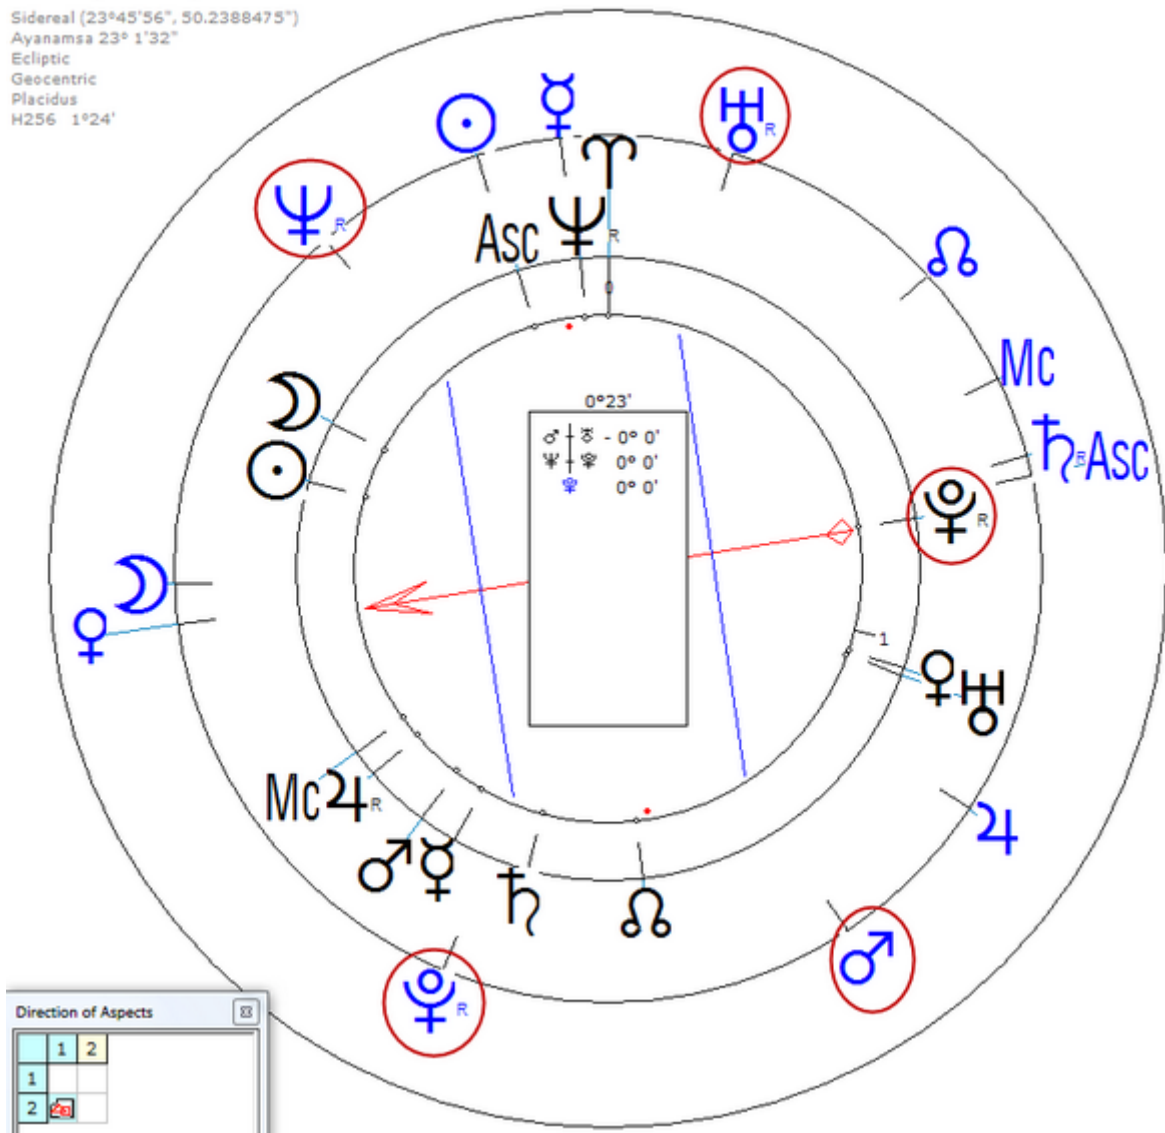 Sidereal (23°45'56", 50.2388475")
Ayanamsa 23° 1'32"
Ecliptic
Geocentric
Placidus
H256 1°24'
☉ ☿ ♅ R
♆ R
Asc ♆ R ♈
0
☊
Mc
☽
♄ R Asc
☉
0°23'
♂ + ♅ - 0° 0'
♆ + ♇ 0° 0'
♇ 0° 0'
♇ R
☽
♀
1
♀ ♅
Mc ♃ R
♃
♂ ☿
♄ ☊
♂
♇ R
Direction of Aspects
1 2
1
2